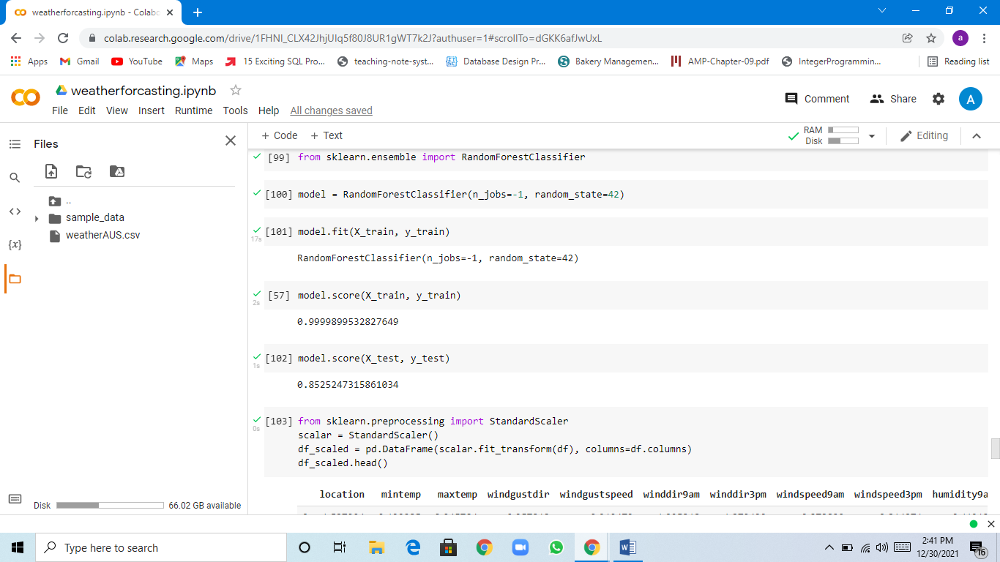 weatherforcasting.ipynb - Colabo
colab.research.google.com/drive/1FHNI_CLX42JhjUIq5f80J8UR1gWT7k2J?authuser=1#scrollTo=dGKK6afJwUxL
a
Apps Gmail YouTube Maps 15 Exciting SQL Pro... teaching-note-syst... Database Design Pr... Bakery Managemen... AMP-Chapter-09.pdf IntegerProgrammin... Reading list
weatherforcasting.ipynb
Comment Share A
File Edit View Insert Runtime Tools Help All changes saved
Files
+ Code + Text
RAM
Disk
Editing
..
sample_data
weatherAUS.csv
{x}
[99] from sklearn.ensemble import RandomForestClassifier
[100] model = RandomForestClassifier(n_jobs=-1, random_state=42)
[101] model.fit(X_train, y_train)
17s
RandomForestClassifier(n_jobs=-1, random_state=42)
[57] model.score(X_train, y_train)
2s
0.9999899532827649
[102] model.score(X_test, y_test)
1s
0.8525247315861034
[103] from sklearn.preprocessing import StandardScaler
0s
scalar = StandardScaler()
df_scaled = pd.DataFrame(scalar.fit_transform(df), columns=df.columns)
df_scaled.head()
location mintemp maxtemp windgustdir windgustspeed winddir9am winddir3pm windspeed9am windspeed3pm humidity9a
Disk 66.02 GB available
Type here to search
2:41 PM
12/30/2021
16